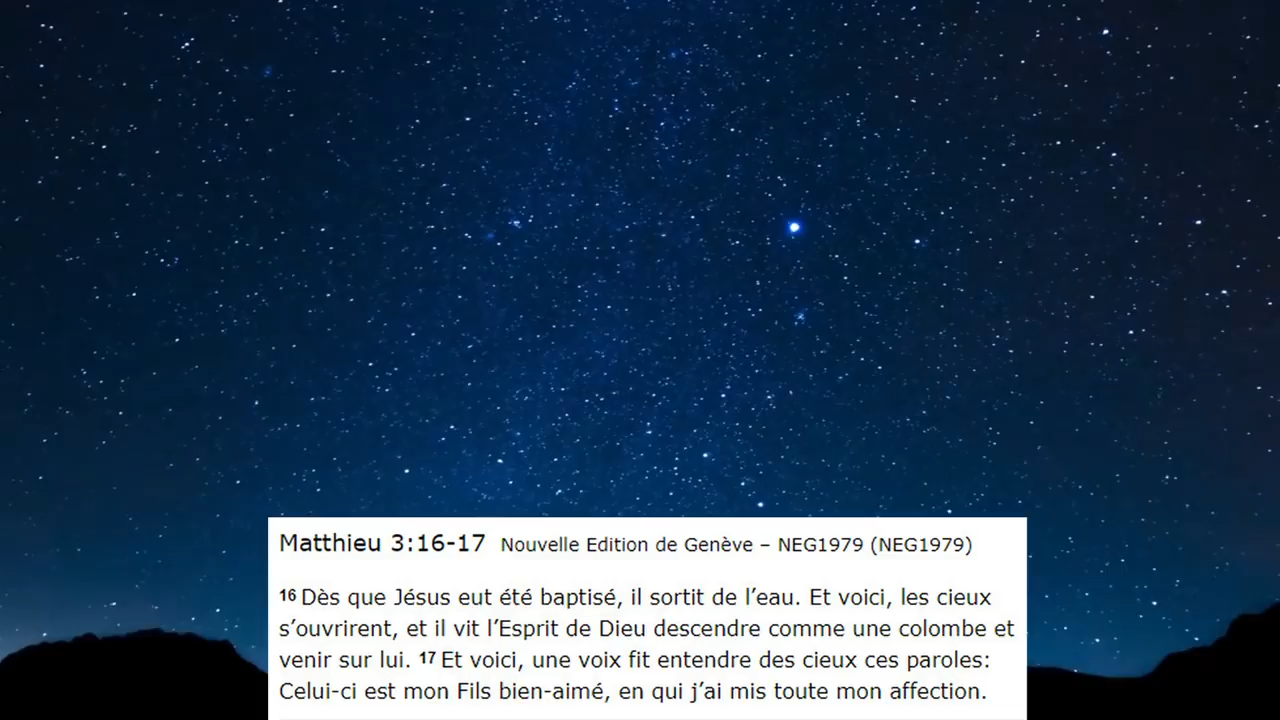 Matthieu 3:16-17 Nouvelle Edition de Genève – NEG1979 (NEG1979)
16 Dès que Jésus eut été baptisé, il sortit de l’eau. Et voici, les cieux
s’ouvrirent, et il vit l’Esprit de Dieu descendre comme une colombe et
venir sur lui. 17 Et voici, une voix fit entendre des cieux ces paroles:
Celui-ci est mon Fils bien-aimé, en qui j’ai mis toute mon affection.